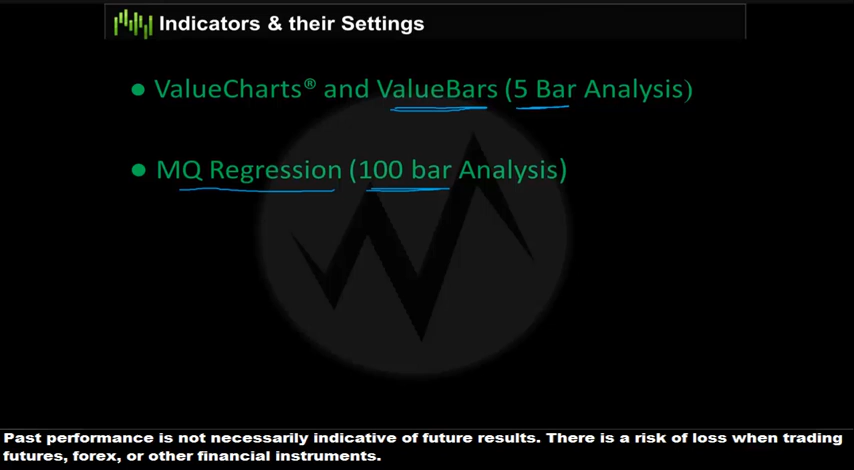 Indicators & their Settings
● ValueCharts® and ValueBars (5 Bar Analysis)
● MQ Regression (100 bar Analysis)
Past performance is not necessarily indicative of future results. There is a risk of loss when trading
futures, forex, or other financial instruments.